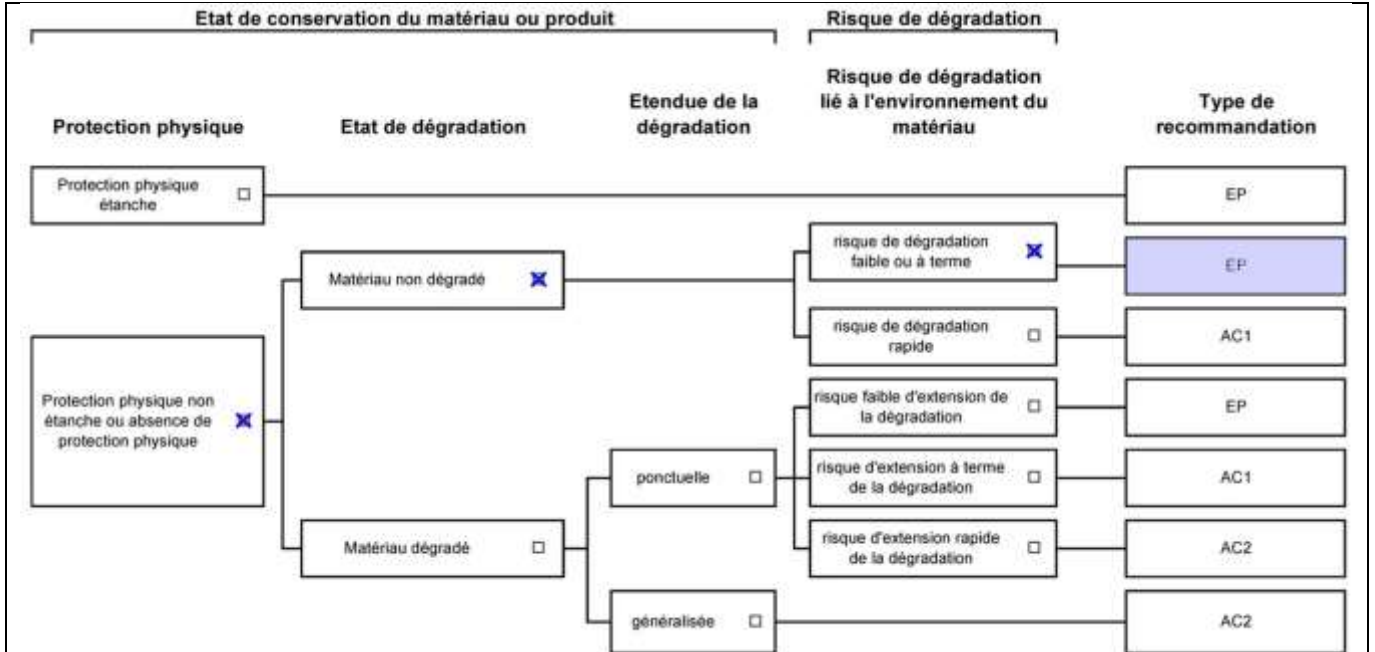 Etat de conservation du matériau ou produit
Risque de dégradation
Protection physique
Etat de dégradation
Etendue de la
dégradation
Risque de dégradation
lié à l'environnement du
matériau
Type de
recommandation
Protection physique
étanche
EP
Matériau non dégradé
risque de dégradation
faible ou à terme
EP
risque de dégradation
rapide
AC1
Protection physique non
étanche ou absence de
protection physique
risque faible d'extension de
la dégradation
EP
ponctuelle
risque d'extension à terme
de la dégradation
AC1
Matériau dégradé
risque d'extension rapide
de la dégradation
AC2
généralisée
AC2